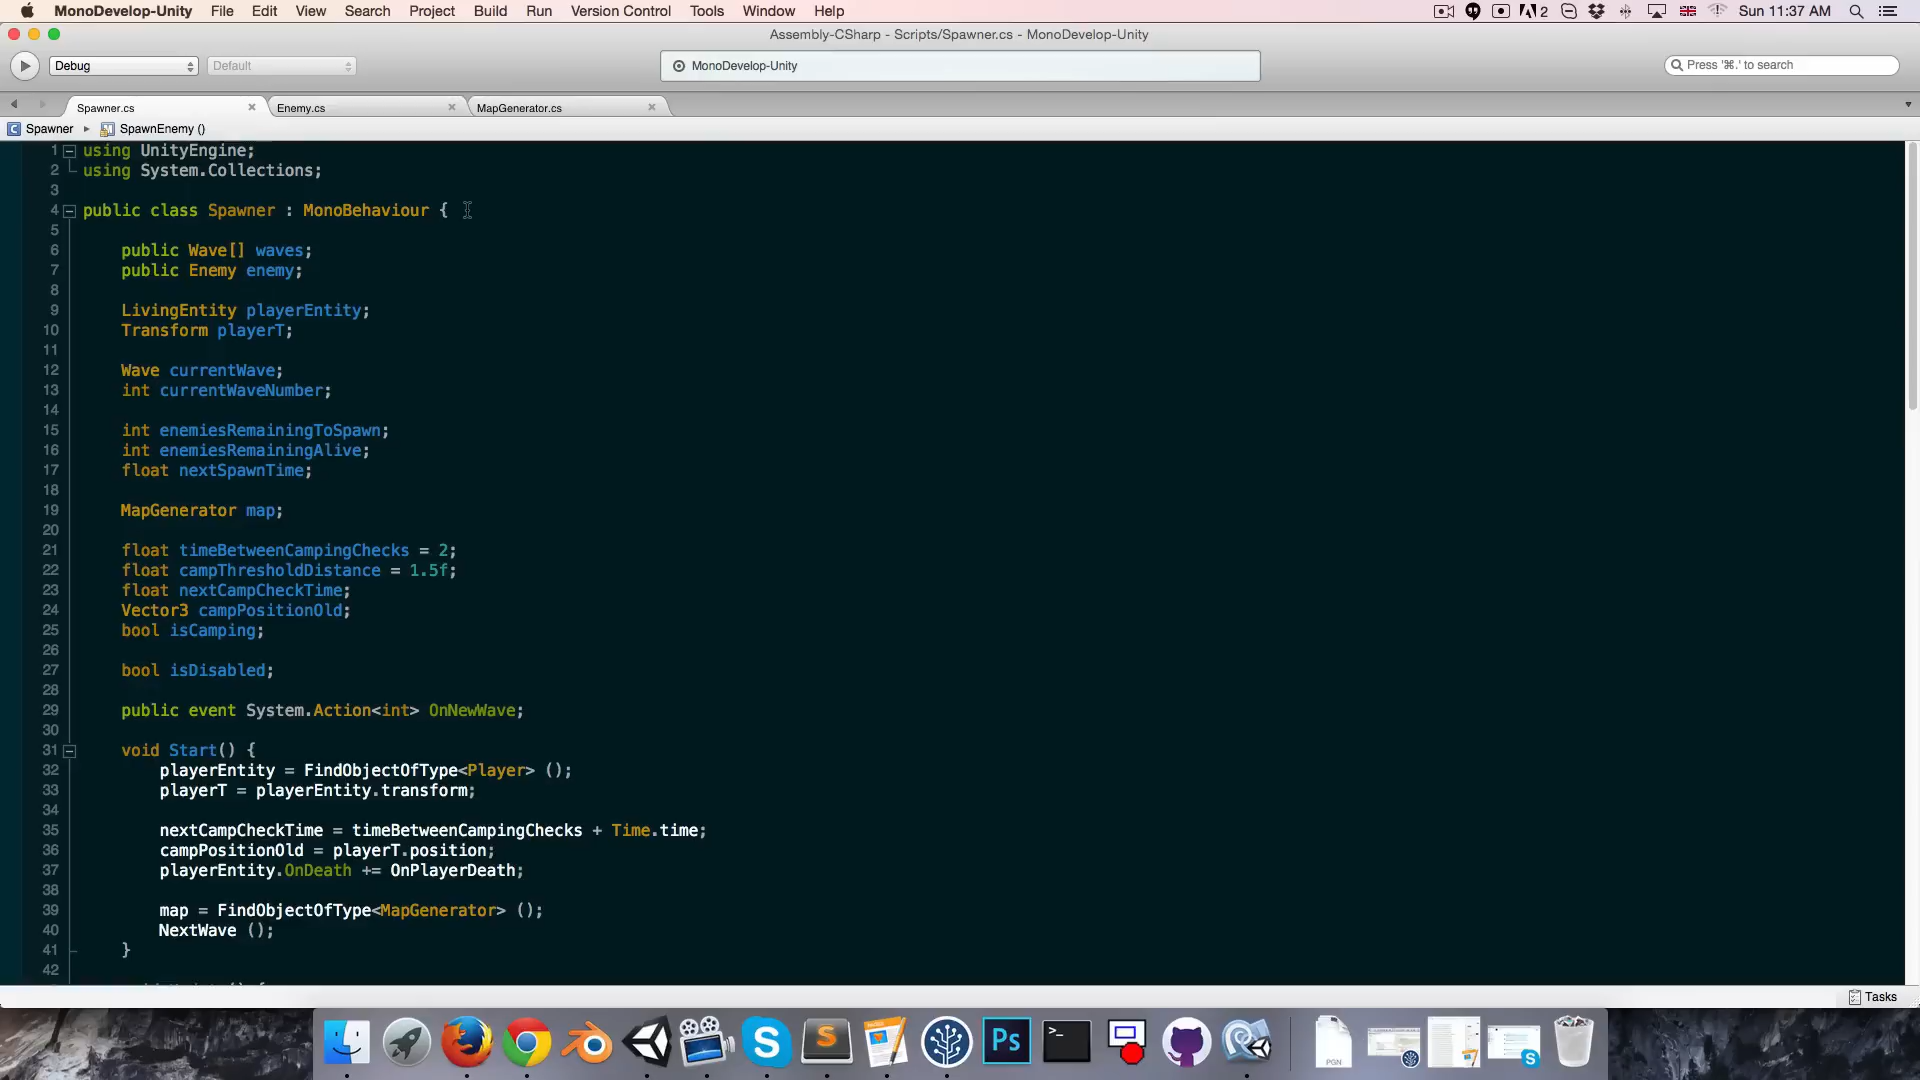 MonoDevelop-Unity File Edit View Search Project Build Run Version Control Tools Window Help 2 Sun 11:37 AM
Assembly-CSharp - Scripts/Spawner.cs - MonoDevelop-Unity
Debug Default MonoDevelop-Unity Press '⌘.' to search
Spawner.cs Enemy.cs MapGenerator.cs
C Spawner SpawnEnemy ()
1 using UnityEngine;
2 using System.Collections;
3
4 public class Spawner : MonoBehaviour {
5
6 public Wave[] waves;
7 public Enemy enemy;
8
9 LivingEntity playerEntity;
10 Transform playerT;
11
12 Wave currentWave;
13 int currentWaveNumber;
14
15 int enemiesRemainingToSpawn;
16 int enemiesRemainingAlive;
17 float nextSpawnTime;
18
19 MapGenerator map;
20
21 float timeBetweenCampingChecks = 2;
22 float campThresholdDistance = 1.5f;
23 float nextCampCheckTime;
24 Vector3 campPositionOld;
25 bool isCamping;
26
27 bool isDisabled;
28
29 public event System.Action<int> OnNewWave;
30
31 void Start() {
32 playerEntity = FindObjectOfType<Player> ();
33 playerT = playerEntity.transform;
34
35 nextCampCheckTime = timeBetweenCampingChecks + Time.time;
36 campPositionOld = playerT.position;
37 playerEntity.OnDeath += OnPlayerDeath;
38
39 map = FindObjectOfType<MapGenerator> ();
40 NextWave ();
41 }
42
Tasks
Ps
PGN